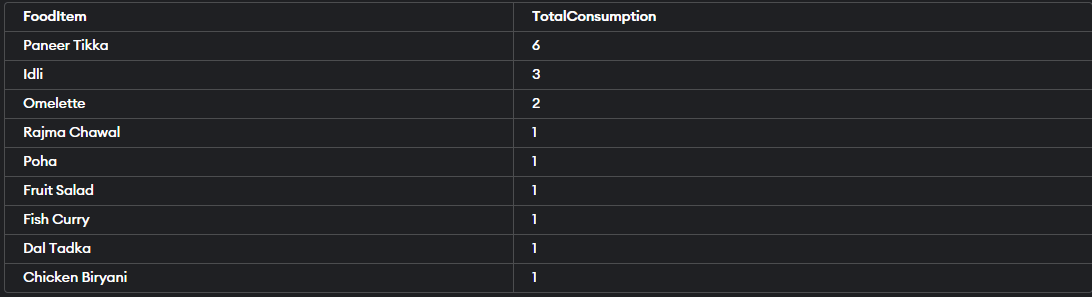 FoodItem TotalConsumption
Paneer Tikka 6
Idli 3
Omelette 2
Rajma Chawal 1
Poha 1
Fruit Salad 1
Fish Curry 1
Dal Tadka 1
Chicken Biryani 1